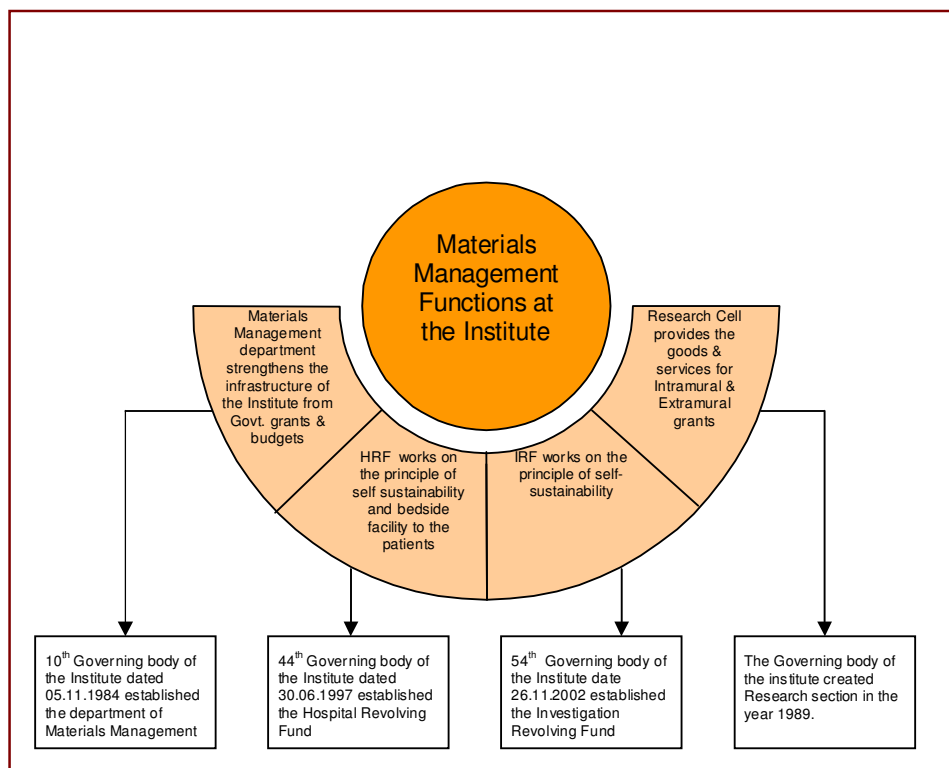 Materials
Management
Functions at
the Institute
Materials
Management
department
strengthens the
infrastructure of
the Institute from
Govt. grants &
budgets
HRF works on
the principle of
self sustainability
and bedside
facility to the
patients
IRF works on the
principle of self-
sustainability
Research Cell
provides the
goods &
services for
Intramural &
Extramural
grants
10th Governing body of
the Institute dated
05.11.1984 established
the department of
Materials Management
44th Governing body of
the Institute dated
30.06.1997 established
the Hospital Revolving
Fund
54th Governing body of
the Institute date
26.11.2002 established
the Investigation
Revolving Fund
The Governing body of
the institute created
Research section in the
year 1989.